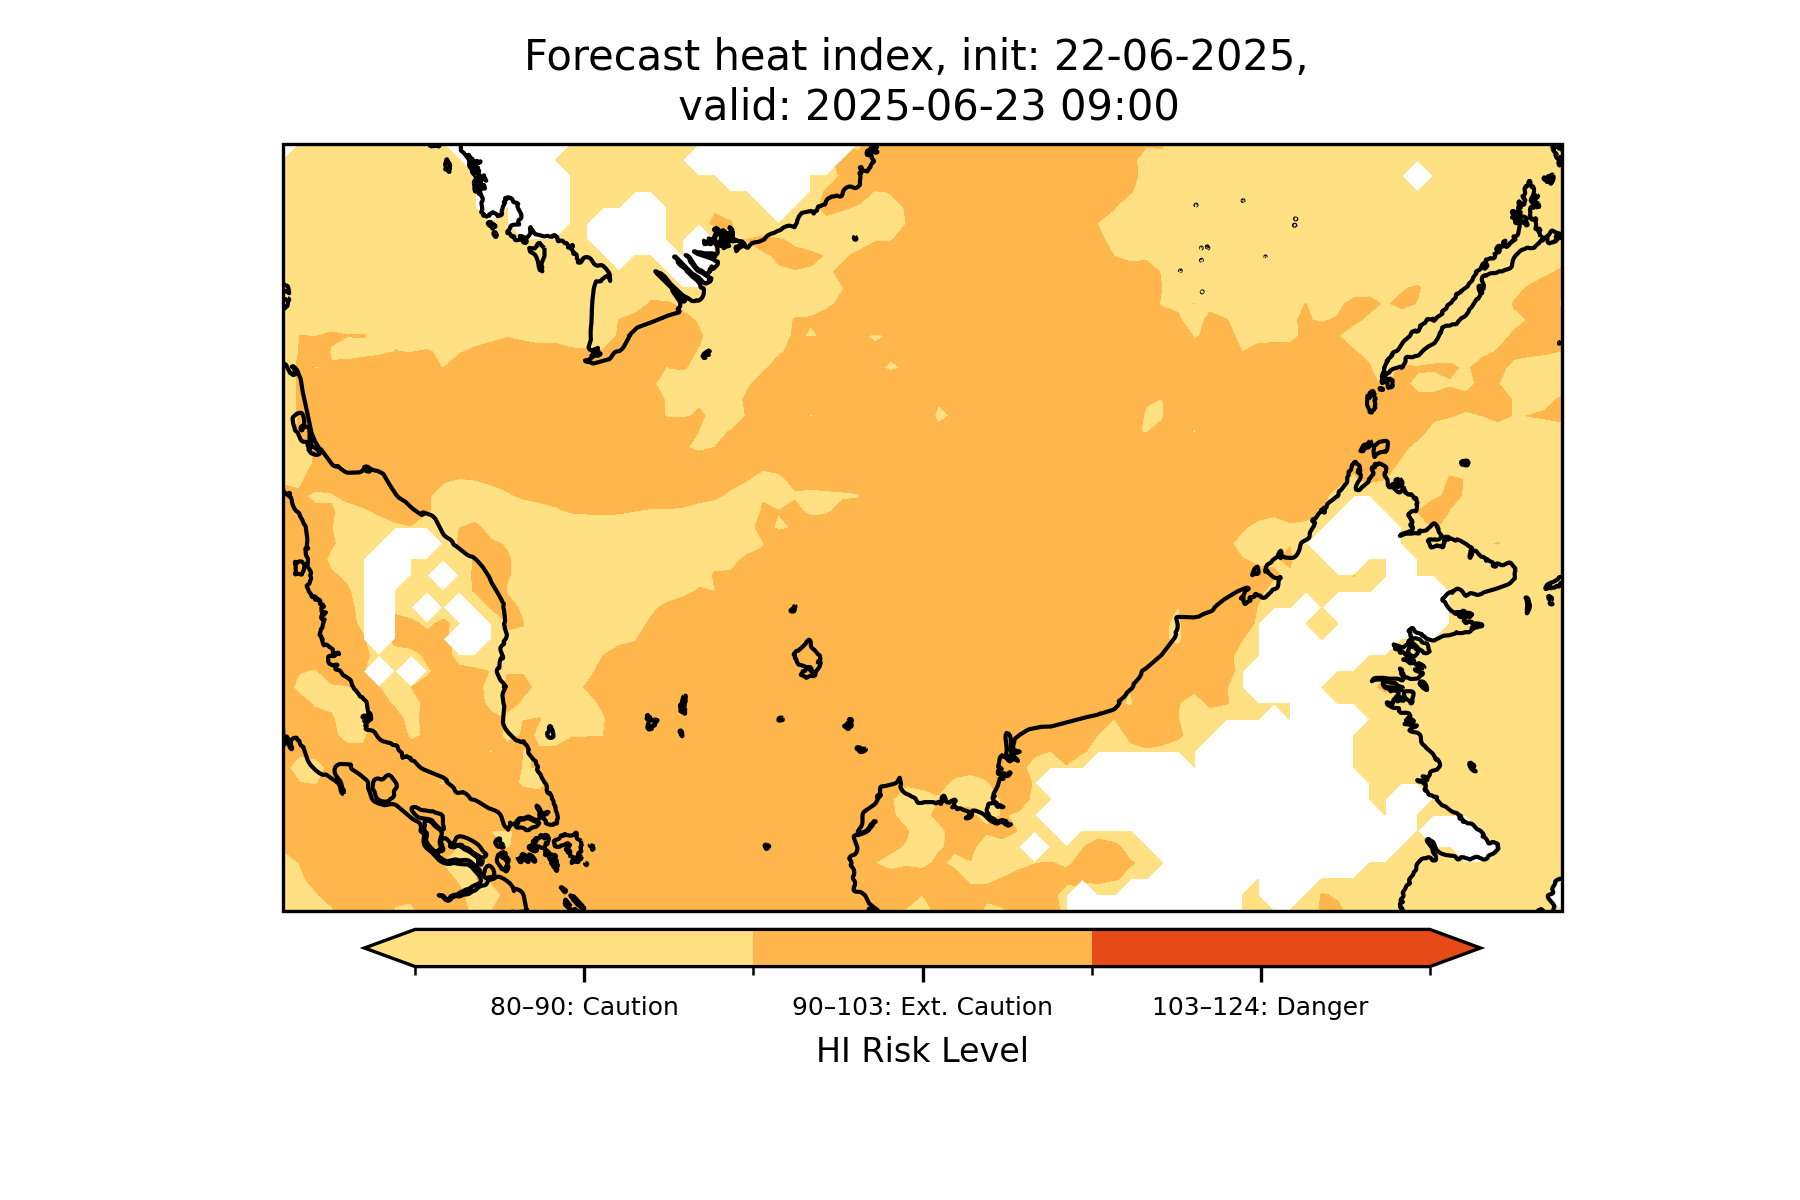 Forecast heat index, init: 22-06-2025,
valid: 2025-06-23 09:00
80–90: Caution
90–103: Ext. Caution
103–124: Danger
HI Risk Level